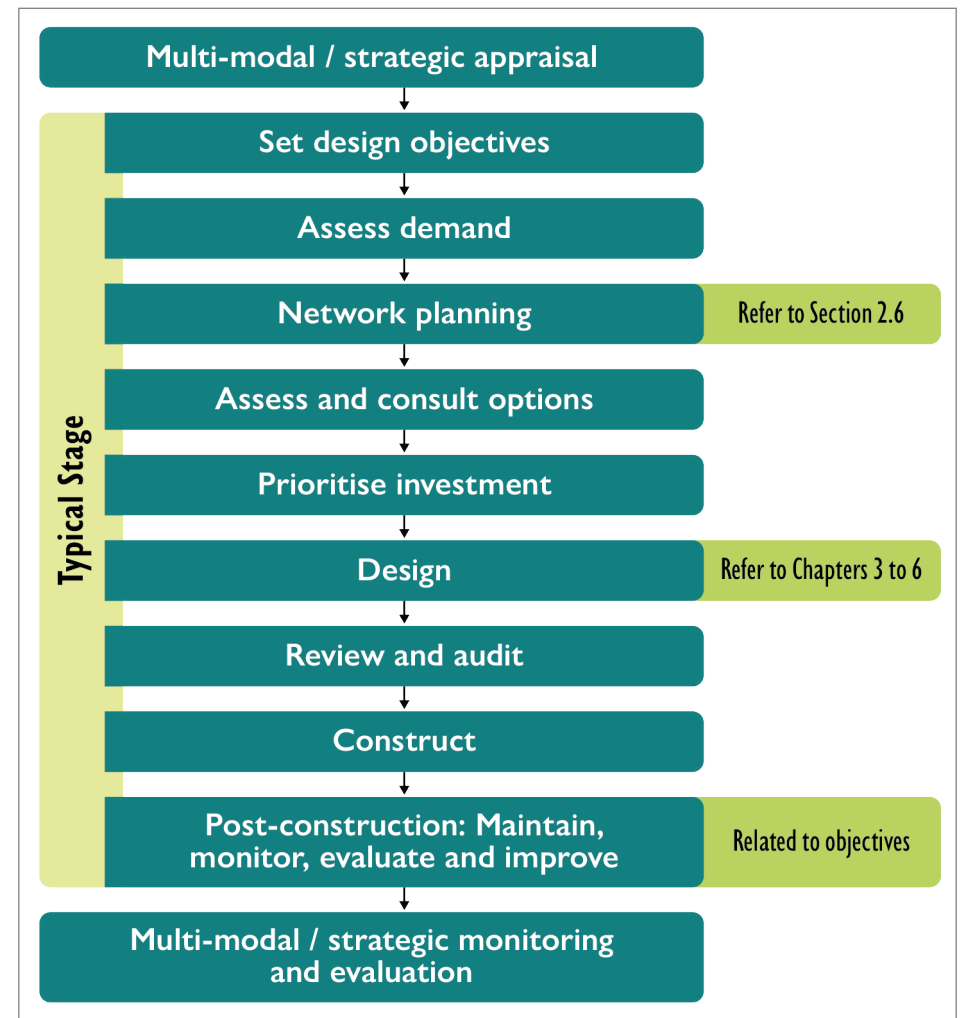 Multi-modal / strategic appraisal
Typical Stage
Set design objectives
Assess demand
Network planning
Refer to Section 2.6
Assess and consult options
Prioritise investment
Design
Refer to Chapters 3 to 6
Review and audit
Construct
Post-construction: Maintain,
monitor, evaluate and improve
Related to objectives
Multi-modal / strategic monitoring
and evaluation